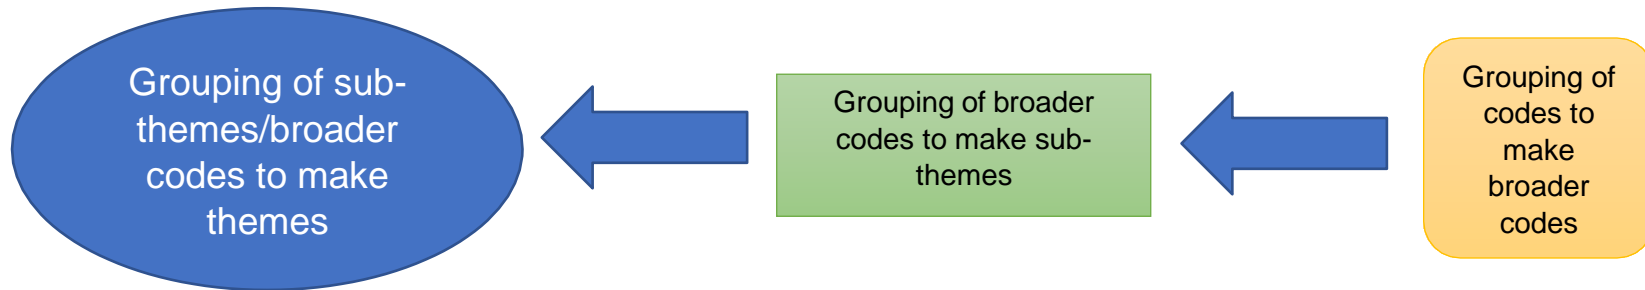 Grouping of sub-
themes/broader
codes to make
themes
Grouping of broader
codes to make sub-
themes
Grouping of
codes to
make
broader
codes